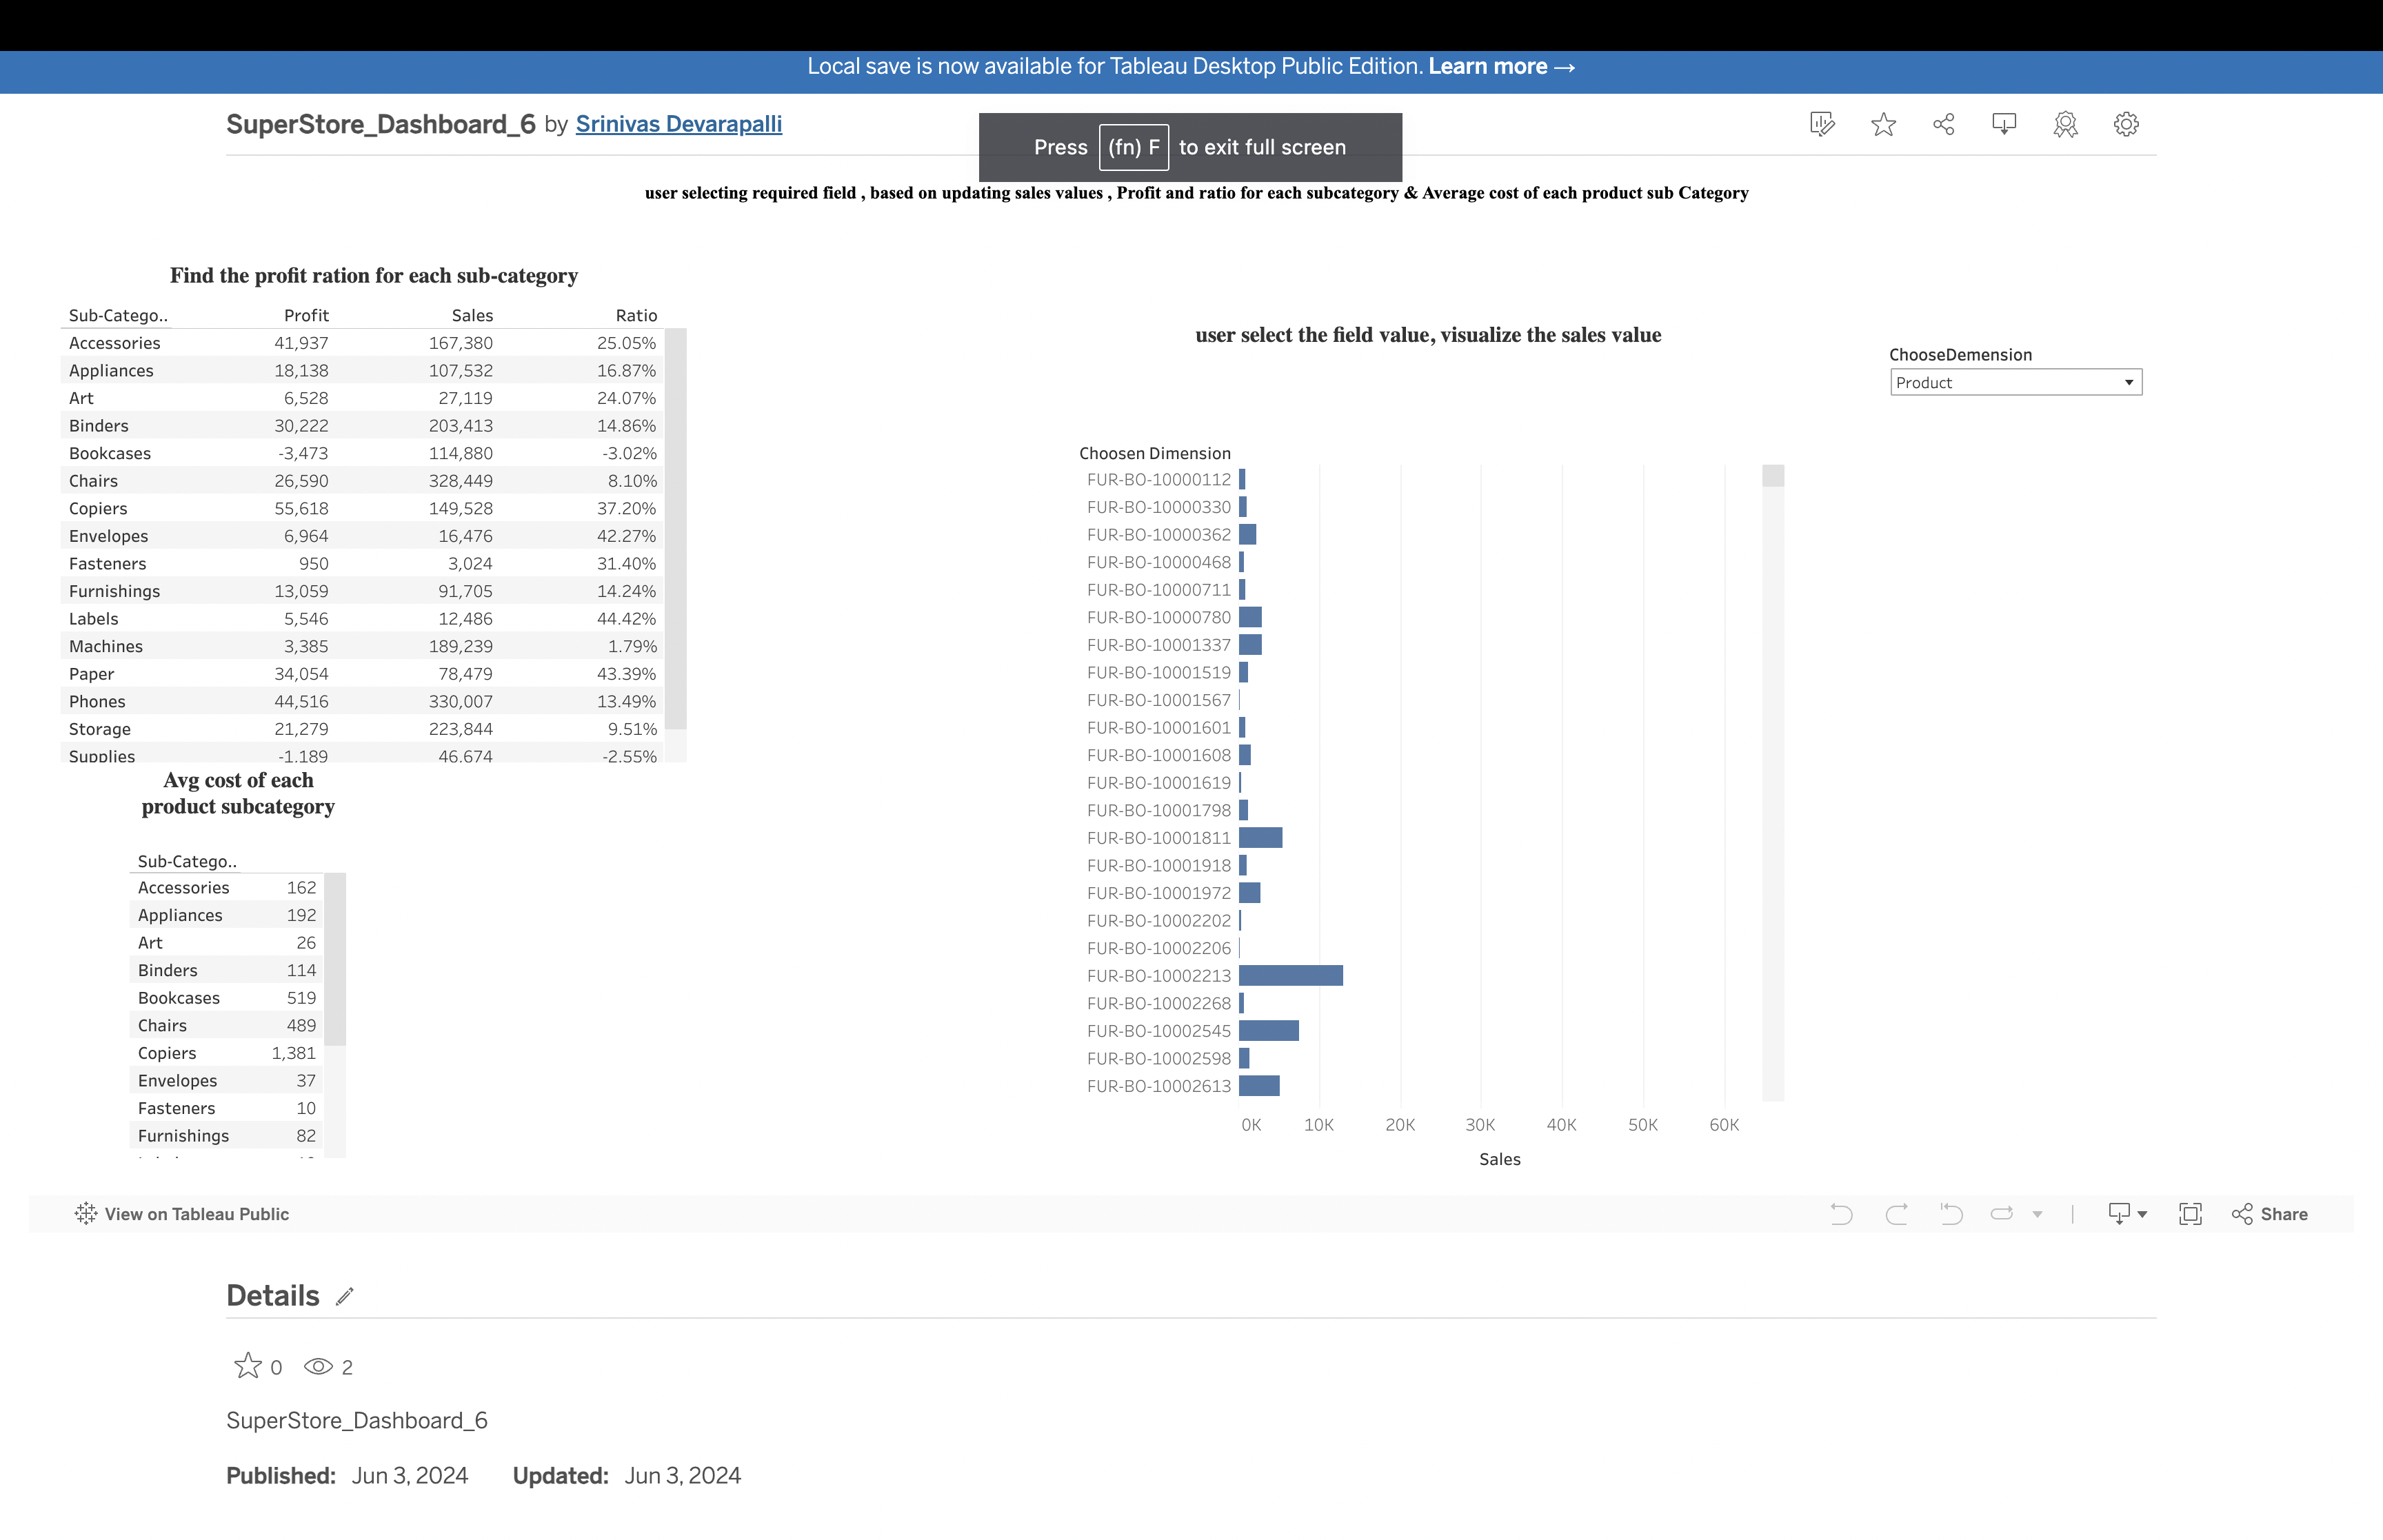 Local save is now available for Tableau Desktop Public Edition. Learn more →
SuperStore_Dashboard_6 by Srinivas Devarapalli
Press (fn) F to exit full screen
user selecting required field , based on updating sales values , Profit and ratio for each subcategory & Average cost of each product sub Category
Find the profit ration for each sub-category
Sub-Catego.. Profit Sales Ratio
Accessories 41,937 167,380 25.05%
Appliances 18,138 107,532 16.87%
Art 6,528 27,119 24.07%
Binders 30,222 203,413 14.86%
Bookcases -3,473 114,880 -3.02%
Chairs 26,590 328,449 8.10%
Copiers 55,618 149,528 37.20%
Envelopes 6,964 16,476 42.27%
Fasteners 950 3,024 31.40%
Furnishings 13,059 91,705 14.24%
Labels 5,546 12,486 44.42%
Machines 3,385 189,239 1.79%
Paper 34,054 78,479 43.39%
Phones 44,516 330,007 13.49%
Storage 21,279 223,844 9.51%
Supplies -1,189 46,674 -2.55%
Avg cost of each
product subcategory
Sub-Catego..
Accessories 162
Appliances 192
Art 26
Binders 114
Bookcases 519
Chairs 489
Copiers 1,381
Envelopes 37
Fasteners 10
Furnishings 82
user select the field value, visualize the sales value
ChooseDemension
Product
Choosen Dimension
FUR-BO-10000112
FUR-BO-10000330
FUR-BO-10000362
FUR-BO-10000468
FUR-BO-10000711
FUR-BO-10000780
FUR-BO-10001337
FUR-BO-10001519
FUR-BO-10001567
FUR-BO-10001601
FUR-BO-10001608
FUR-BO-10001619
FUR-BO-10001798
FUR-BO-10001811
FUR-BO-10001918
FUR-BO-10001972
FUR-BO-10002202
FUR-BO-10002206
FUR-BO-10002213
FUR-BO-10002268
FUR-BO-10002545
FUR-BO-10002598
FUR-BO-10002613
0K 10K 20K 30K 40K 50K 60K
Sales
View on Tableau Public
Share
Details
0 2
SuperStore_Dashboard_6
Published: Jun 3, 2024 Updated: Jun 3, 2024